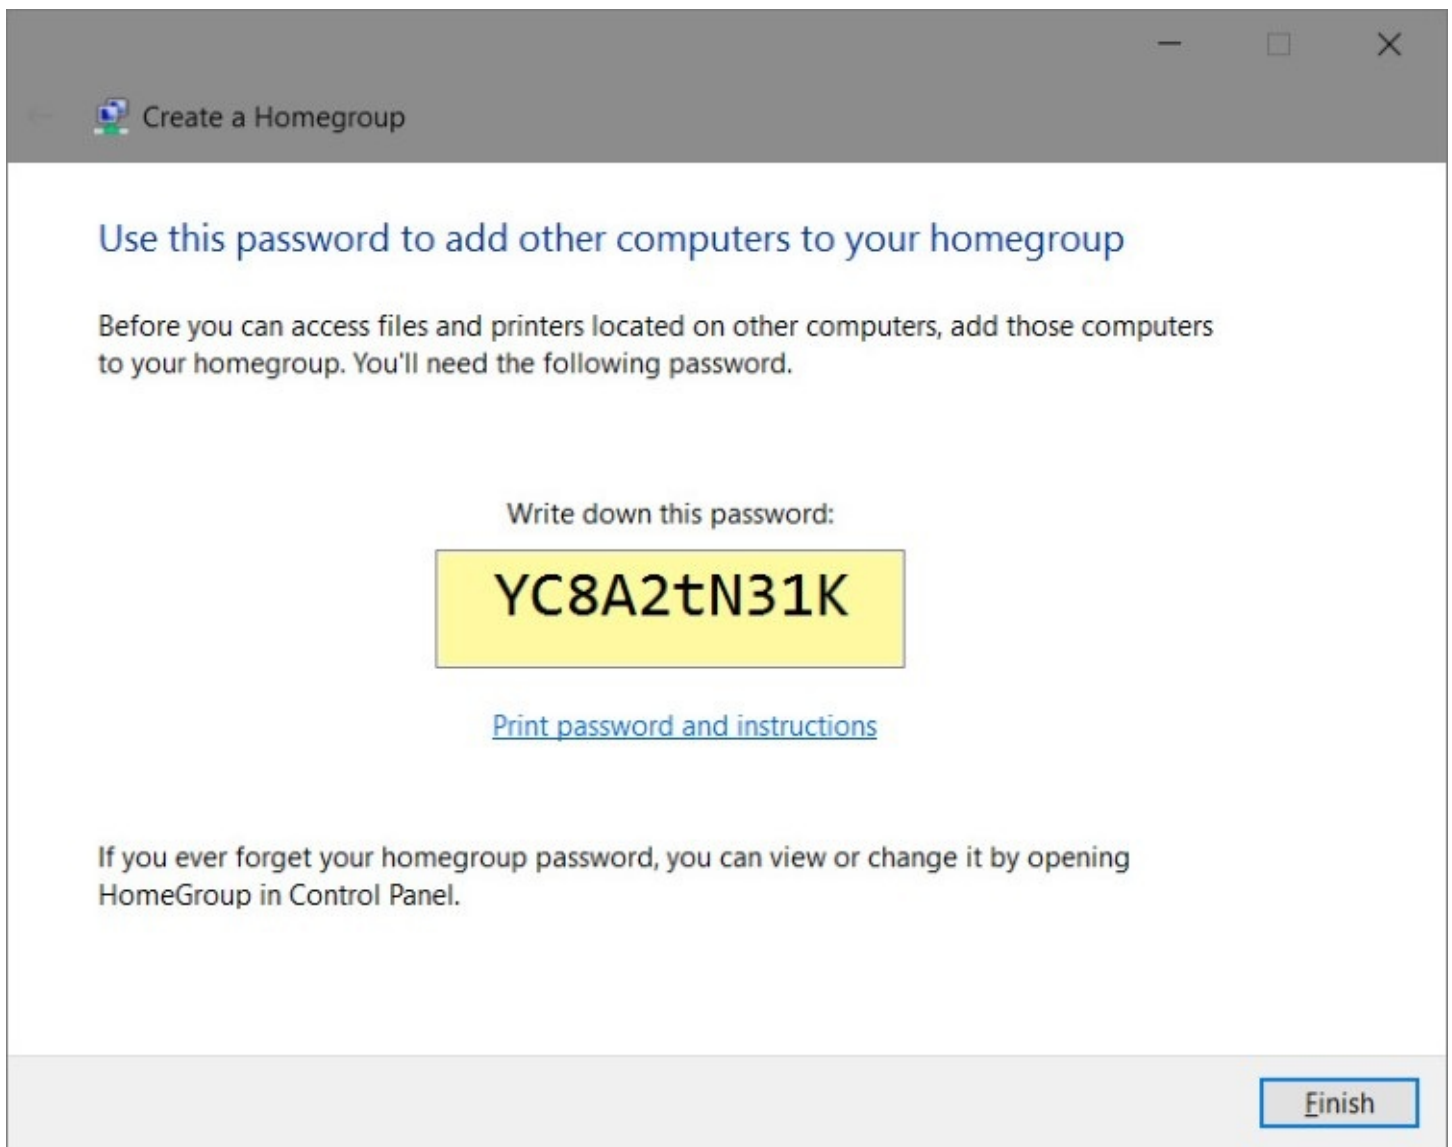 Create a Homegroup
Use this password to add other computers to your homegroup
Before you can access files and printers located on other computers, add those computers
to your homegroup. You'll need the following password.
Write down this password:
YC8A2tN31K
Print password and instructions
If you ever forget your homegroup password, you can view or change it by opening
HomeGroup in Control Panel.
Finish